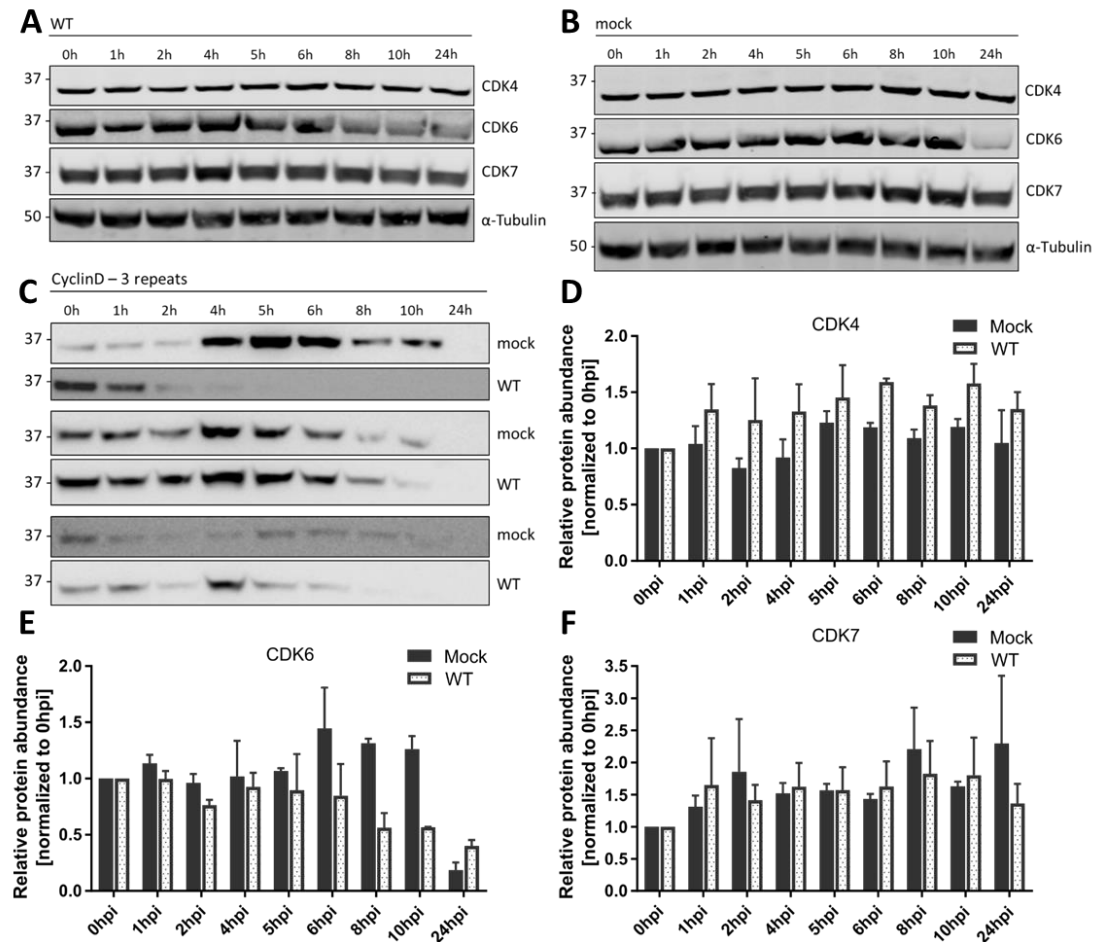 A
WT
0h 1h 2h 4h 5h 6h 8h 10h 24h
37 CDK4
37 CDK6
37 CDK7
50 α-Tubulin
B
mock
0h 1h 2h 4h 5h 6h 8h 10h 24h
37 CDK4
37 CDK6
37 CDK7
50 α-Tubulin
C
CyclinD – 3 repeats
0h 1h 2h 4h 5h 6h 8h 10h 24h
37 mock
37 WT
37 mock
37 WT
37 mock
37 WT
D
CDK4
Mock
WT
Relative protein abundance
[normalized to 0hpi]
2.0
1.5
1.0
0.5
0.0
0hpi 1hpi 2hpi 4hpi 5hpi 6hpi 8hpi 10hpi 24hpi
E
CDK6
Mock
WT
Relative protein abundance
[normalized to 0hpi]
2.0
1.5
1.0
0.5
0.0
0hpi 1hpi 2hpi 4hpi 5hpi 6hpi 8hpi 10hpi 24hpi
F
CDK7
Mock
WT
Relative protein abundance
[normalized to 0hpi]
3.5
3.0
2.5
2.0
1.5
1.0
0.5
0.0
0hpi 1hpi 2hpi 4hpi 5hpi 6hpi 8hpi 10hpi 24hpi